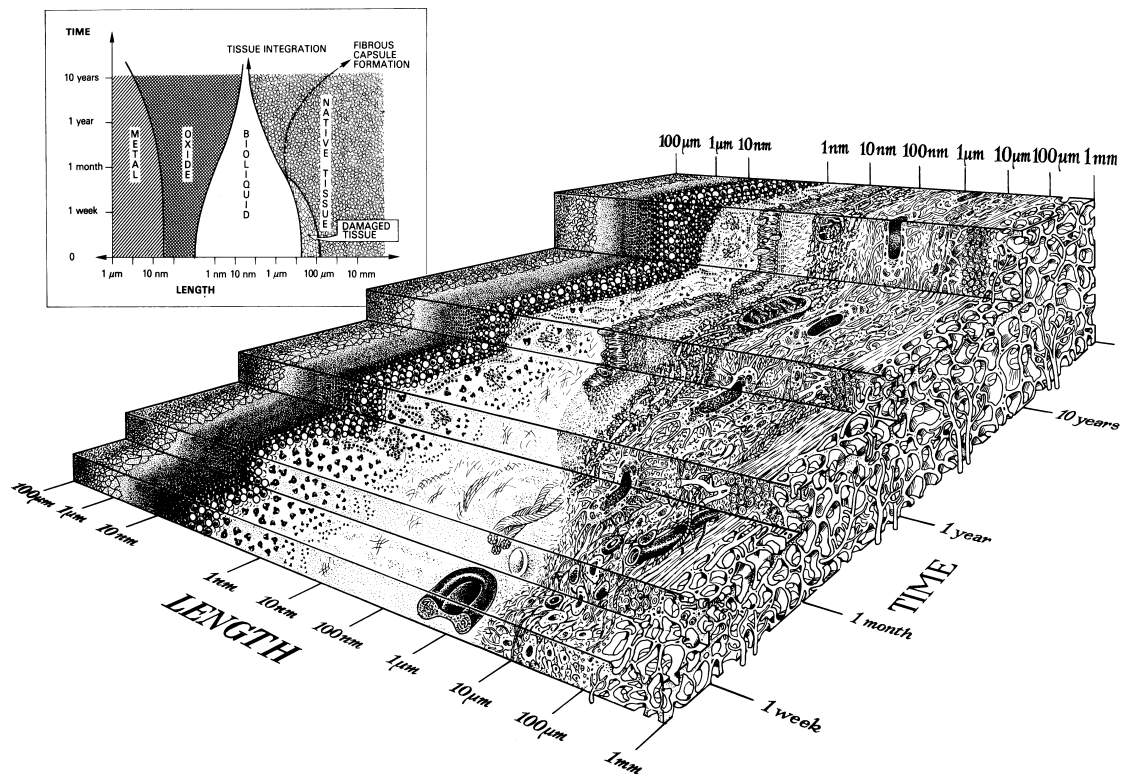 TIME
TISSUE INTEGRATION
FIBROUS
CAPSULE
FORMATION
10 years
1 year
1 month
1 week
0
METAL
OXIDE
BIOLIQUID
NATIVE TISSUE
DAMAGED
TISSUE
1 μm 10 nm 1 nm 10 nm 1 μm 100 μm 10 mm
LENGTH
100μm 1μm 10nm 1nm 10nm 100nm 1μm 10μm 100μm 1mm
10 years
1 year
1 month
1 week
TIME
100μm 1μm 10nm 1nm 10nm 100nm 1μm 10μm 100μm 1mm
LENGTH